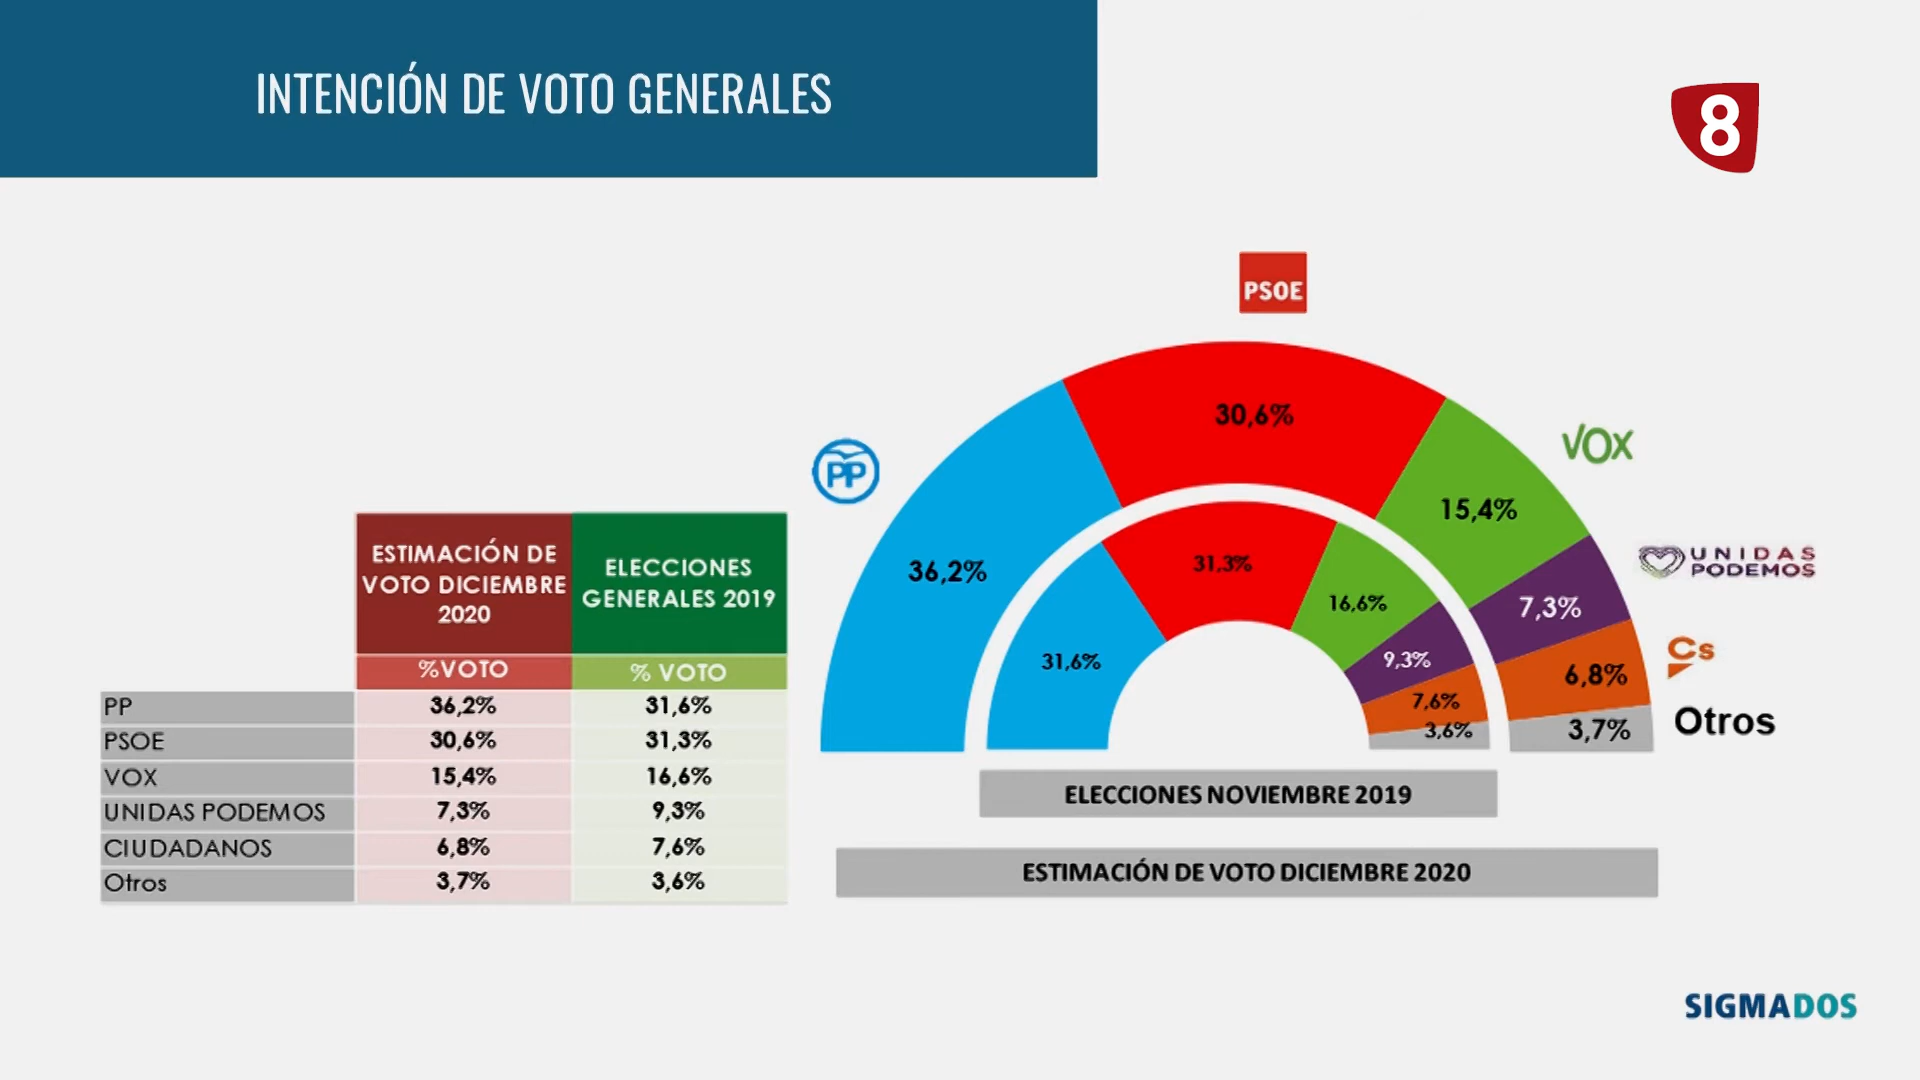 INTENCIÓN DE VOTO GENERALES
8
ESTIMACIÓN DE
VOTO DICIEMBRE
2020
ELECCIONES
GENERALES 2019
%VOTO
% VOTO
PP 36,2% 31,6%
PSOE 30,6% 31,3%
VOX 15,4% 16,6%
UNIDAS PODEMOS 7,3% 9,3%
CIUDADANOS 6,8% 7,6%
Otros 3,7% 3,6%
PSOE
PP
VOX
UNIDAS
PODEMOS
Cs
Otros
36,2%
30,6%
15,4%
7,3%
6,8%
3,7%
31,6%
31,3%
16,6%
9,3%
7,6%
3,6%
ELECCIONES NOVIEMBRE 2019
ESTIMACIÓN DE VOTO DICIEMBRE 2020
SIGMADOS